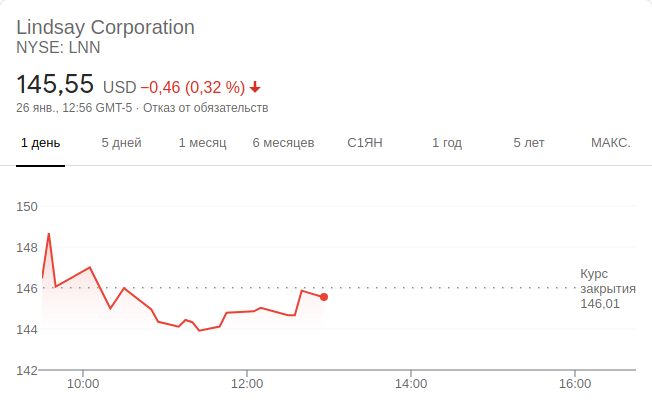 Lindsay Corporation
NYSE: LNN
145,55 USD −0,46 (0,32 %)
26 янв., 12:56 GMT-5 · Отказ от обязательств
1 день 5 дней 1 месяц 6 месяцев С1ЯН 1 год 5 лет МАКС.
150
148
146
144
142
Курс
закрытия
146,01
10:00 12:00 14:00 16:00